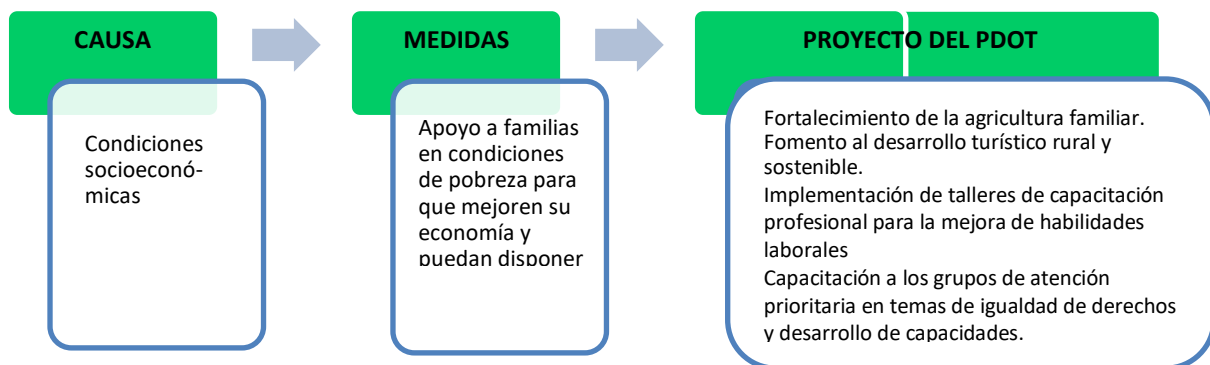 CAUSA
Condiciones
socioeconó-
micas
MEDIDAS
Apoyo a familias
en condiciones
de pobreza para
que mejoren su
economía y
puedan disponer
PROYECTO DEL PDOT
Fortalecimiento de la agricultura familiar.
Fomento al desarrollo turístico rural y
sostenible.
Implementación de talleres de capacitación
profesional para la mejora de habilidades
laborales
Capacitación a los grupos de atención
prioritaria en temas de igualdad de derechos
y desarrollo de capacidades.